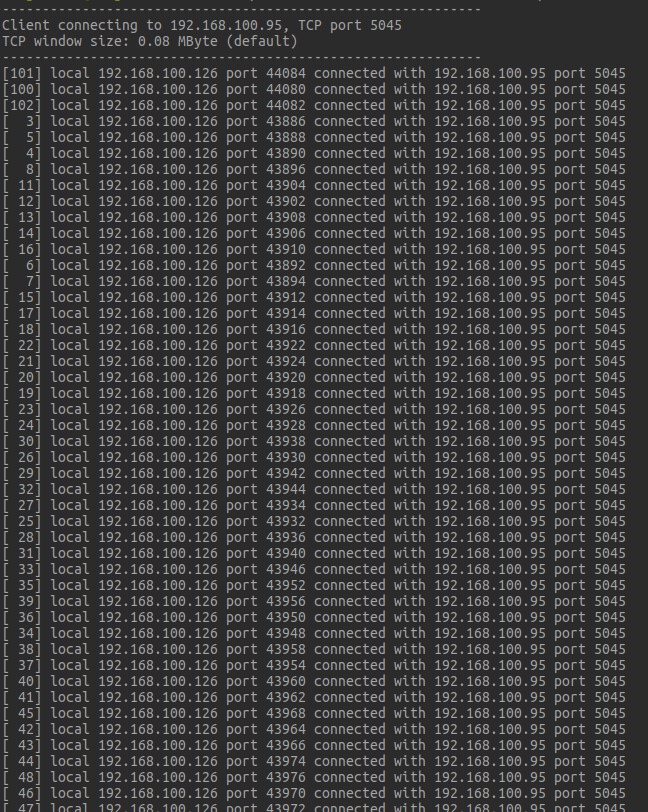 ------------------------------------------------------------
Client connecting to 192.168.100.95, TCP port 5045
TCP window size: 0.08 MByte (default)
------------------------------------------------------------
[101] local 192.168.100.126 port 44084 connected with 192.168.100.95 port 5045
[100] local 192.168.100.126 port 44080 connected with 192.168.100.95 port 5045
[102] local 192.168.100.126 port 44082 connected with 192.168.100.95 port 5045
[  3] local 192.168.100.126 port 43886 connected with 192.168.100.95 port 5045
[  5] local 192.168.100.126 port 43888 connected with 192.168.100.95 port 5045
[  4] local 192.168.100.126 port 43890 connected with 192.168.100.95 port 5045
[  8] local 192.168.100.126 port 43896 connected with 192.168.100.95 port 5045
[ 11] local 192.168.100.126 port 43904 connected with 192.168.100.95 port 5045
[ 12] local 192.168.100.126 port 43902 connected with 192.168.100.95 port 5045
[ 13] local 192.168.100.126 port 43908 connected with 192.168.100.95 port 5045
[ 14] local 192.168.100.126 port 43906 connected with 192.168.100.95 port 5045
[ 16] local 192.168.100.126 port 43910 connected with 192.168.100.95 port 5045
[  6] local 192.168.100.126 port 43892 connected with 192.168.100.95 port 5045
[  7] local 192.168.100.126 port 43894 connected with 192.168.100.95 port 5045
[ 15] local 192.168.100.126 port 43912 connected with 192.168.100.95 port 5045
[ 17] local 192.168.100.126 port 43914 connected with 192.168.100.95 port 5045
[ 18] local 192.168.100.126 port 43916 connected with 192.168.100.95 port 5045
[ 22] local 192.168.100.126 port 43922 connected with 192.168.100.95 port 5045
[ 21] local 192.168.100.126 port 43924 connected with 192.168.100.95 port 5045
[ 20] local 192.168.100.126 port 43920 connected with 192.168.100.95 port 5045
[ 19] local 192.168.100.126 port 43918 connected with 192.168.100.95 port 5045
[ 23] local 192.168.100.126 port 43926 connected with 192.168.100.95 port 5045
[ 24] local 192.168.100.126 port 43928 connected with 192.168.100.95 port 5045
[ 30] local 192.168.100.126 port 43938 connected with 192.168.100.95 port 5045
[ 26] local 192.168.100.126 port 43930 connected with 192.168.100.95 port 5045
[ 29] local 192.168.100.126 port 43942 connected with 192.168.100.95 port 5045
[ 32] local 192.168.100.126 port 43944 connected with 192.168.100.95 port 5045
[ 27] local 192.168.100.126 port 43934 connected with 192.168.100.95 port 5045
[ 25] local 192.168.100.126 port 43932 connected with 192.168.100.95 port 5045
[ 28] local 192.168.100.126 port 43936 connected with 192.168.100.95 port 5045
[ 31] local 192.168.100.126 port 43940 connected with 192.168.100.95 port 5045
[ 33] local 192.168.100.126 port 43946 connected with 192.168.100.95 port 5045
[ 35] local 192.168.100.126 port 43952 connected with 192.168.100.95 port 5045
[ 39] local 192.168.100.126 port 43956 connected with 192.168.100.95 port 5045
[ 36] local 192.168.100.126 port 43950 connected with 192.168.100.95 port 5045
[ 34] local 192.168.100.126 port 43948 connected with 192.168.100.95 port 5045
[ 38] local 192.168.100.126 port 43958 connected with 192.168.100.95 port 5045
[ 37] local 192.168.100.126 port 43954 connected with 192.168.100.95 port 5045
[ 40] local 192.168.100.126 port 43960 connected with 192.168.100.95 port 5045
[ 41] local 192.168.100.126 port 43962 connected with 192.168.100.95 port 5045
[ 45] local 192.168.100.126 port 43968 connected with 192.168.100.95 port 5045
[ 42] local 192.168.100.126 port 43964 connected with 192.168.100.95 port 5045
[ 43] local 192.168.100.126 port 43966 connected with 192.168.100.95 port 5045
[ 44] local 192.168.100.126 port 43974 connected with 192.168.100.95 port 5045
[ 48] local 192.168.100.126 port 43976 connected with 192.168.100.95 port 5045
[ 46] local 192.168.100.126 port 43970 connected with 192.168.100.95 port 5045
[ 47] local 192.168.100.126 port 43972 connected with 192.168.100.95 port 5045